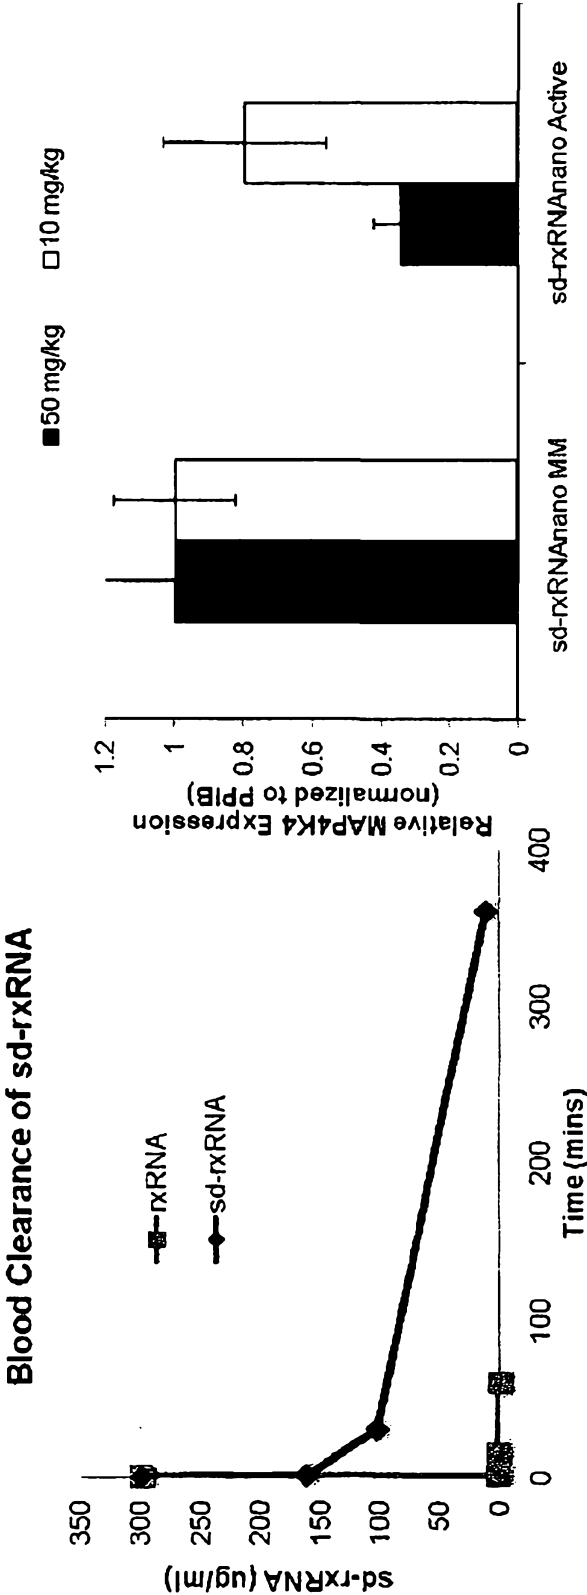 Blood Clearance of sd-rxRNA
sd-rxRNA (ug/ml)
350
300
250
200
150
100
50
0
rxRNA
sd-rxRNA
0
100
200
300
400
Time (mins)
Relative MAP4K4 Expression
(normalized to PPIB)
1.2
1
0.8
0.6
0.4
0.2
0
50 mg/kg
10 mg/kg
sd-rxRNAnano MM
sd-rxRNAnano Active